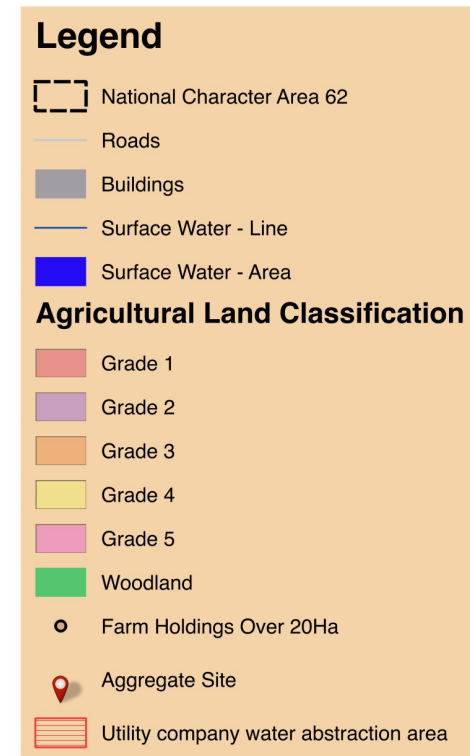 Legend
National Character Area 62
Roads
Buildings
Surface Water - Line
Surface Water - Area
Agricultural Land Classification
Grade 1
Grade 2
Grade 3
Grade 4
Grade 5
Woodland
Farm Holdings Over 20Ha
Aggregate Site
Utility company water abstraction area